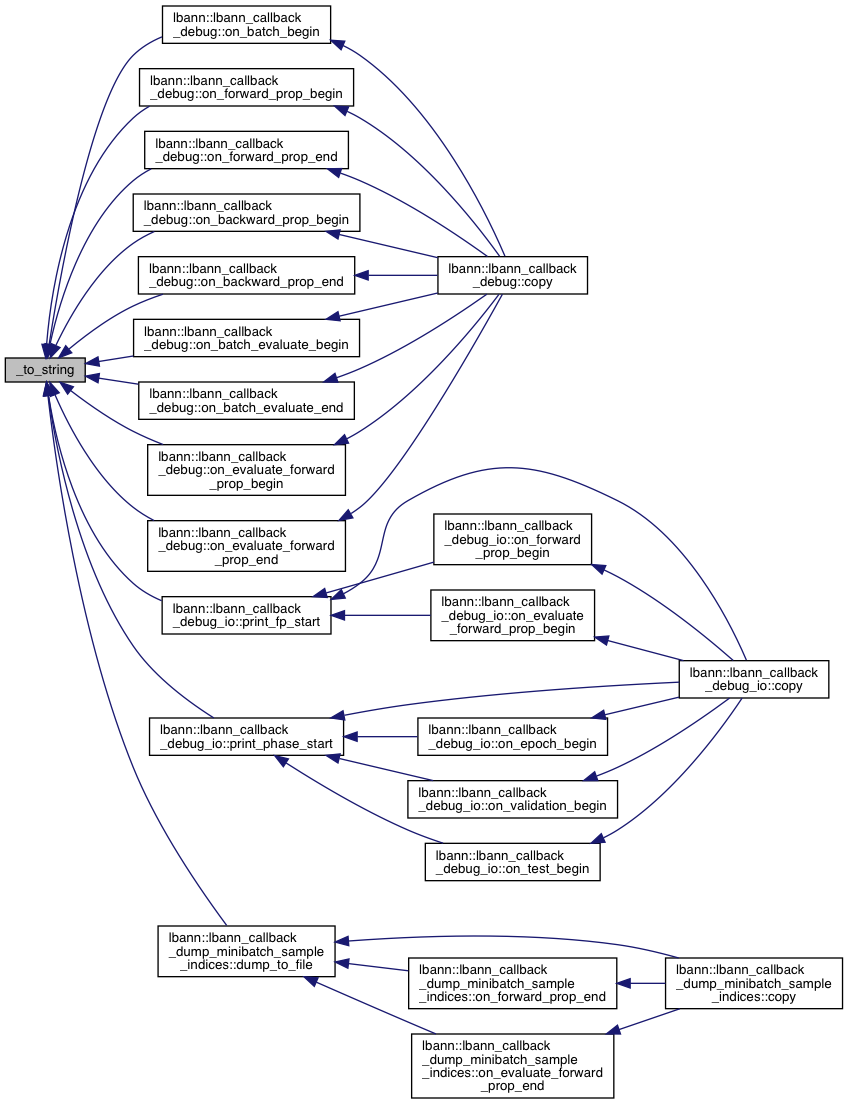 lbann::lbann_callback
_debug::on_batch_begin
lbann::lbann_callback
_debug::on_forward_prop_begin
lbann::lbann_callback
_debug::on_forward_prop_end
lbann::lbann_callback
_debug::on_backward_prop_begin
lbann::lbann_callback
_debug::on_backward_prop_end
lbann::lbann_callback
_debug::copy
lbann::lbann_callback
_debug::on_batch_evaluate_begin
_to_string
lbann::lbann_callback
_debug::on_batch_evaluate_end
lbann::lbann_callback
_debug::on_evaluate_forward
_prop_begin
lbann::lbann_callback
_debug::on_evaluate_forward
_prop_end
lbann::lbann_callback
_debug_io::on_forward
_prop_begin
lbann::lbann_callback
_debug_io::print_fp_start
lbann::lbann_callback
_debug_io::on_evaluate
_forward_prop_begin
lbann::lbann_callback
_debug_io::copy
lbann::lbann_callback
_debug_io::print_phase_start
lbann::lbann_callback
_debug_io::on_epoch_begin
lbann::lbann_callback
_debug_io::on_validation_begin
lbann::lbann_callback
_debug_io::on_test_begin
lbann::lbann_callback
_dump_minibatch_sample
_indices::dump_to_file
lbann::lbann_callback
_dump_minibatch_sample
_indices::on_forward_prop_end
lbann::lbann_callback
_dump_minibatch_sample
_indices::copy
lbann::lbann_callback
_dump_minibatch_sample
_indices::on_evaluate_forward
_prop_end